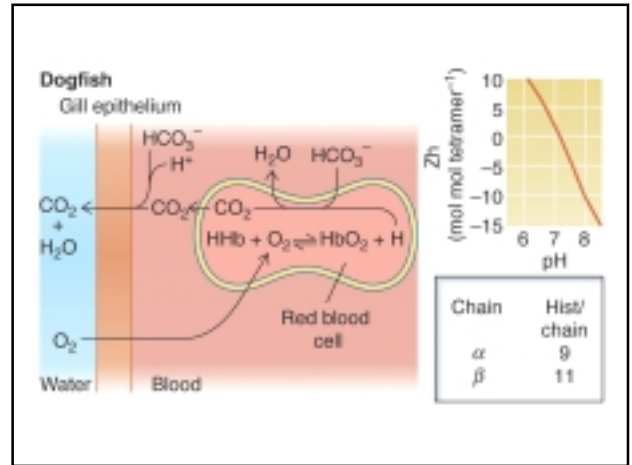 Dogfish
Gill epithelium
HCO₃⁻
H⁺
H₂O HCO₃⁻
CO₂ CO₂ CO₂
+
H₂O
HHb + O₂ ⇌ HbO₂ + H
Red blood
cell
O₂
Water Blood
Zh
(mol mol tetramer⁻¹)
10
5
0
−5
−10
−15
6 7 8
pH
Chain Hist/
chain
α 9
β 11